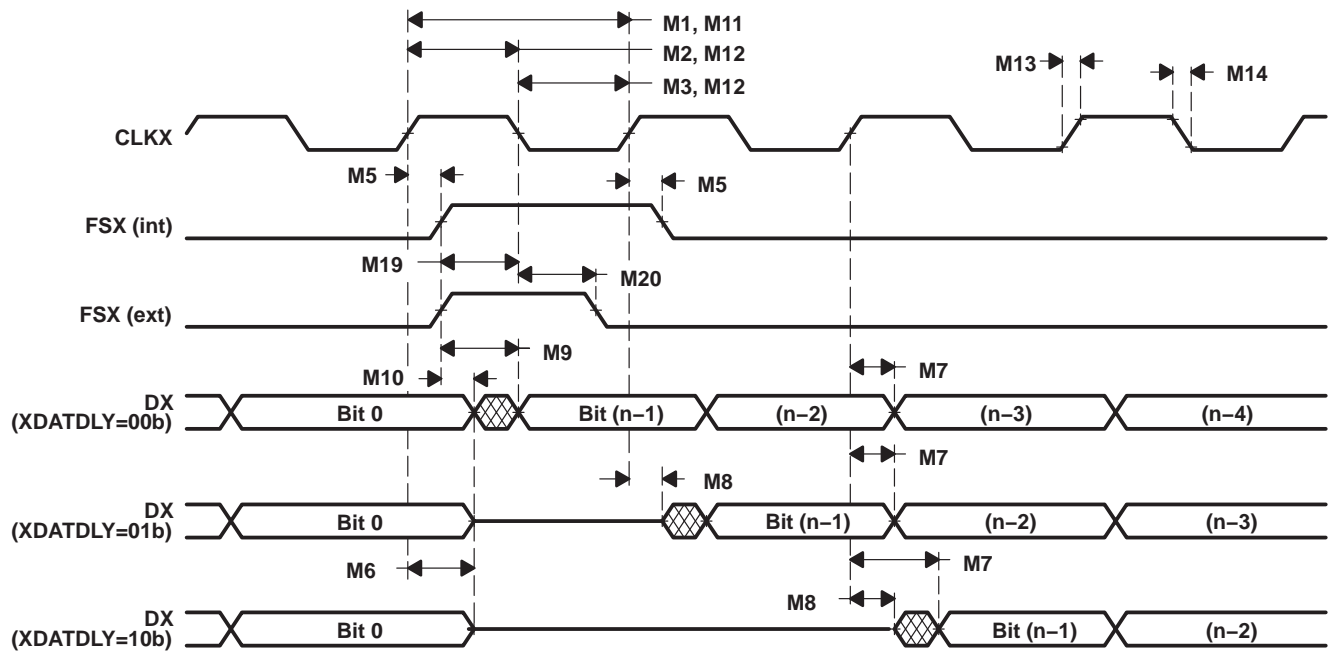 M1, M11
M2, M12
M13
M14
M3, M12
CLKX
M5
M5
FSX (int)
M19
M20
FSX (ext)
M9
M10
M7
DX
(XDATDLY=00b)
Bit 0
Bit (n−1)
(n−2)
(n−3)
(n−4)
M7
M8
DX
(XDATDLY=01b)
Bit 0
Bit (n−1)
(n−2)
(n−3)
M6
M7
M8
DX
(XDATDLY=10b)
Bit 0
Bit (n−1)
(n−2)